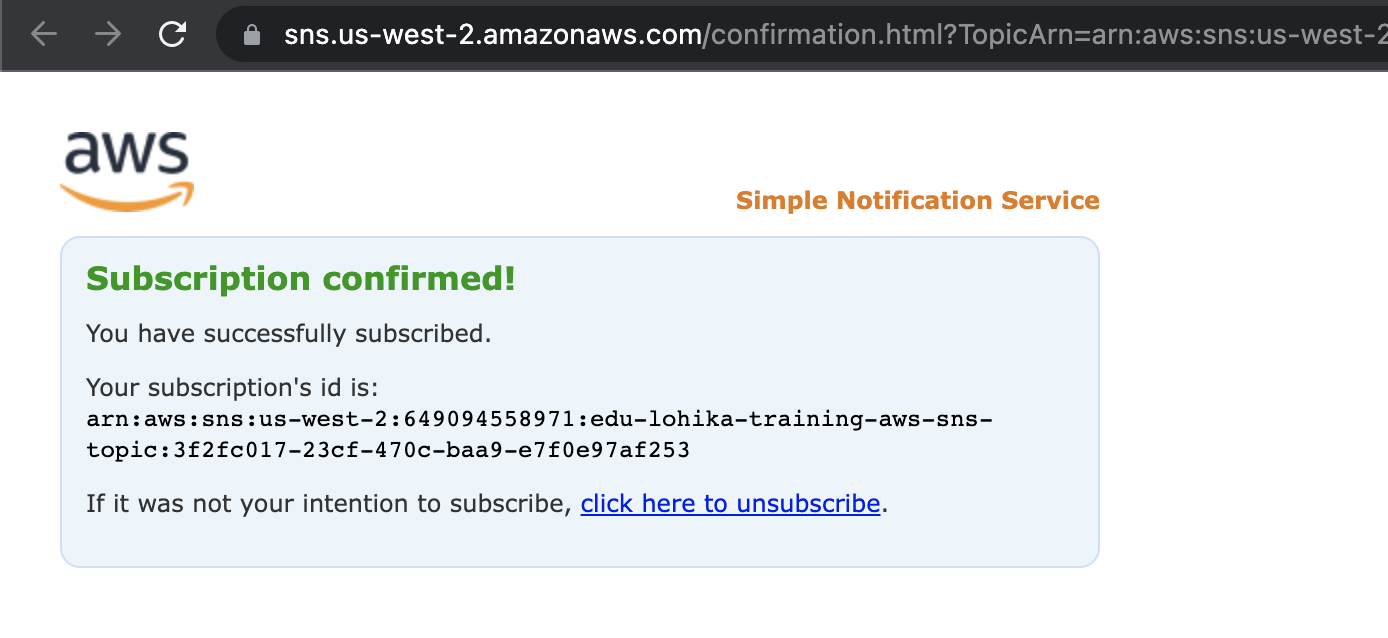 sns.us-west-2.amazonaws.com/confirmation.html?TopicArn=arn:aws:sns:us-west-2
aws
Simple Notification Service
Subscription confirmed!
You have successfully subscribed.
Your subscription's id is:
arn:aws:sns:us-west-2:649094558971:edu-lohika-training-aws-sns-
topic:3f2fc017-23cf-470c-baa9-e7f0e97af253
If it was not your intention to subscribe, click here to unsubscribe.